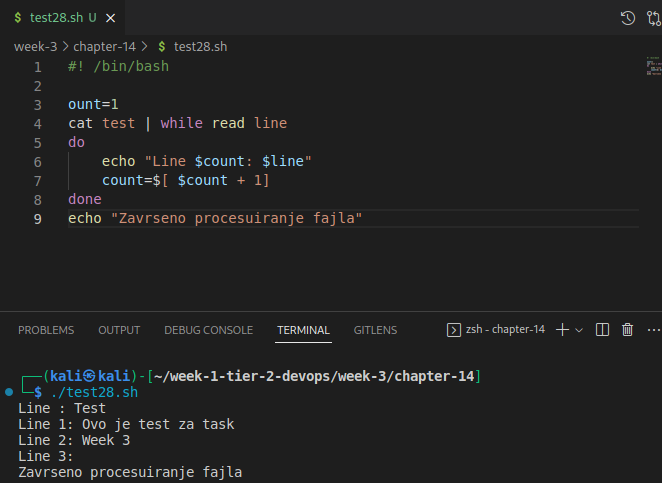 $ test28.sh U ×
week-3 > chapter-14 > $ test28.sh
1 #! /bin/bash
2
3 ount=1
4 cat test | while read line
5 do
6 echo "Line $count: $line"
7 count=$[ $count + 1]
8 done
9 echo "Zavrseno procesuiranje fajla"
PROBLEMS OUTPUT DEBUG CONSOLE TERMINAL GITLENS zsh - chapter-14
┌──(kali㉿kali)-[~/week-1-tier-2-devops/week-3/chapter-14]
└─$ ./test28.sh
Line : Test
Line 1: Ovo je test za task
Line 2: Week 3
Line 3:
Zavrseno procesuiranje fajla